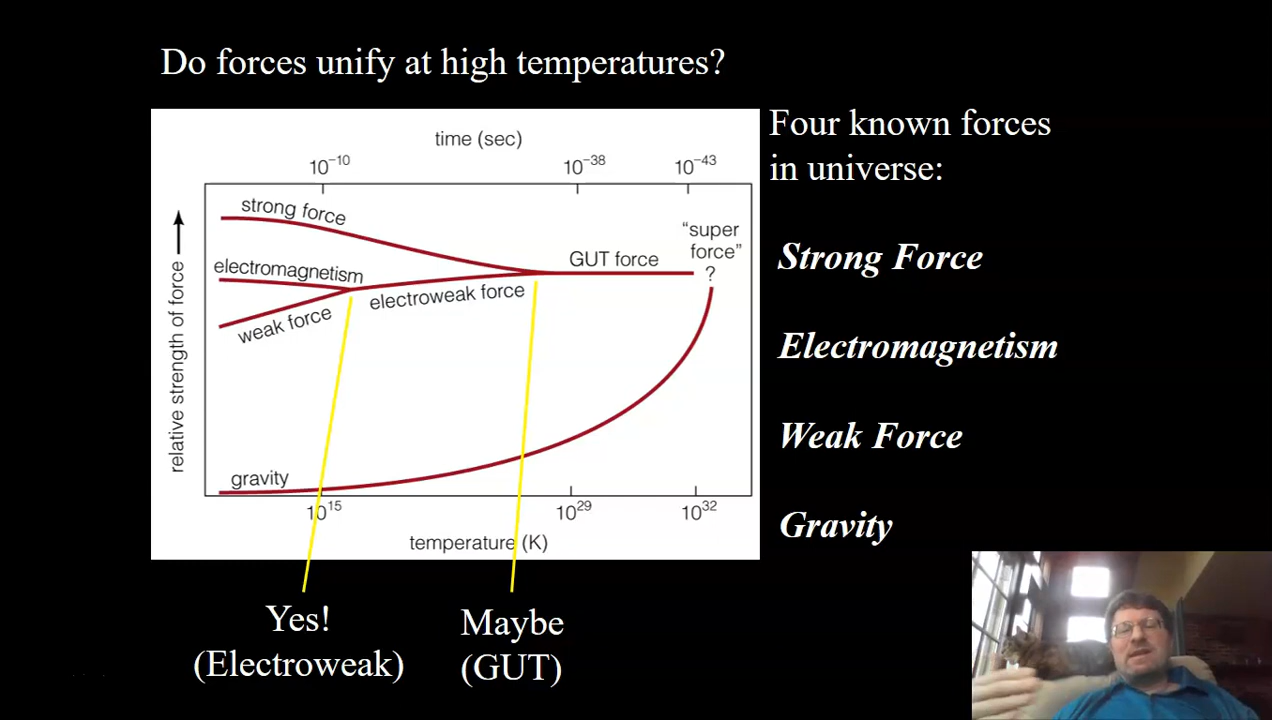 Do forces unify at high temperatures?
time (sec)
10⁻¹⁰
10⁻³⁸
10⁻⁴³
strong force
electromagnetism
weak force
electroweak force
GUT force
“super
force”
?
relative strength of force
gravity
10¹⁵
10²⁹
10³²
temperature (K)
Four known forces
in universe:
Strong Force
Electromagnetism
Weak Force
Gravity
Yes!
(Electroweak)
Maybe
(GUT)